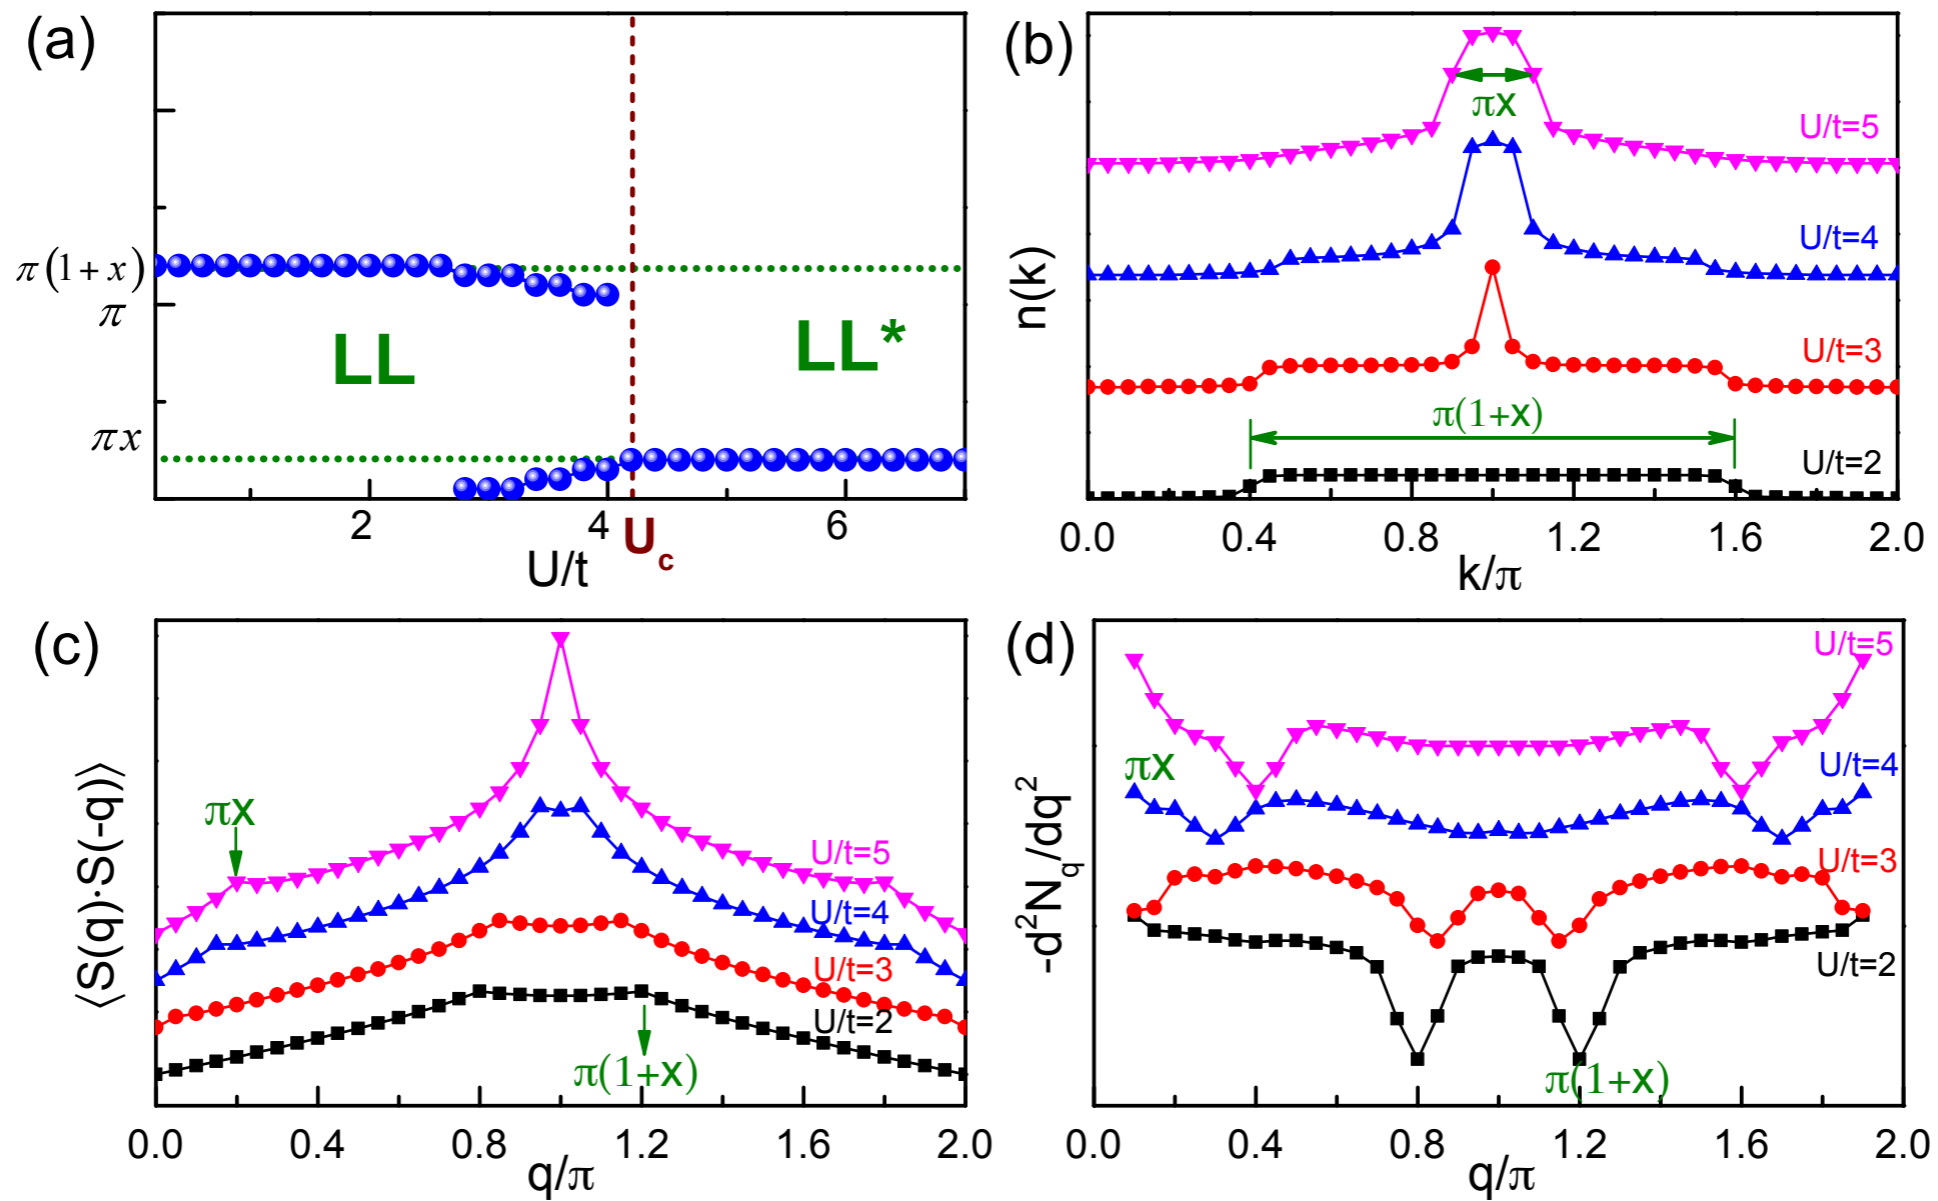 (a)
π(1+x)
π
πx
LL
LL*
2
4
6
U_c
U/t
(b)
n(k)
πx
U/t=5
U/t=4
U/t=3
π(1+x)
U/t=2
0.0 0.4 0.8 1.2 1.6 2.0
k/π
(c)
⟨S(q)·S(-q)⟩
πx
U/t=5
U/t=4
U/t=3
U/t=2
π(1+x)
0.0 0.4 0.8 1.2 1.6 2.0
q/π
(d)
-d²N_q/dq²
U/t=5
πx
U/t=4
U/t=3
U/t=2
π(1+x)
0.0 0.4 0.8 1.2 1.6 2.0
q/π